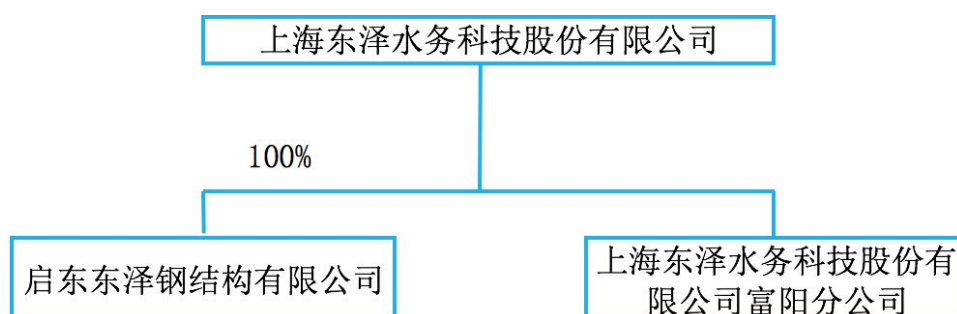 上海东泽水务科技股份有限公司
100%
启东东泽钢结构有限公司
上海东泽水务科技股份有
限公司富阳分公司